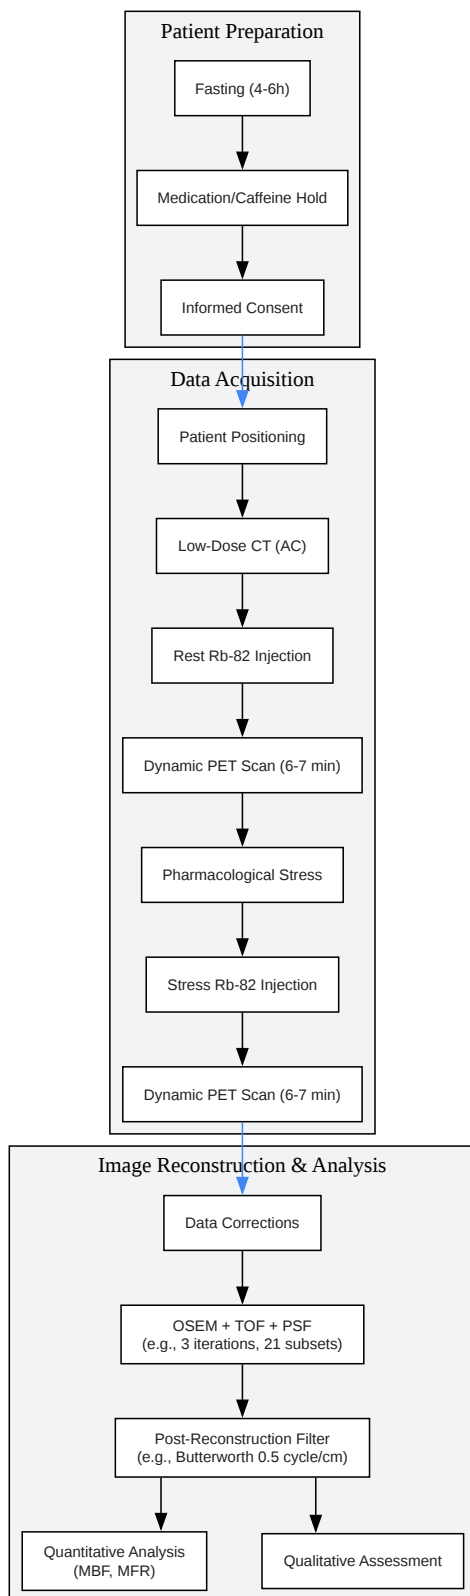 Patient Preparation
Fasting (4-6h)
Medication/Caffeine Hold
Informed Consent
Data Acquisition
Patient Positioning
Low-Dose CT (AC)
Rest Rb-82 Injection
Dynamic PET Scan (6-7 min)
Pharmacological Stress
Stress Rb-82 Injection
Dynamic PET Scan (6-7 min)
Image Reconstruction & Analysis
Data Corrections
OSEM + TOF + PSF
(e.g., 3 iterations, 21 subsets)
Post-Reconstruction Filter
(e.g., Butterworth 0.5 cycle/cm)
Quantitative Analysis
(MBF, MFR)
Qualitative Assessment